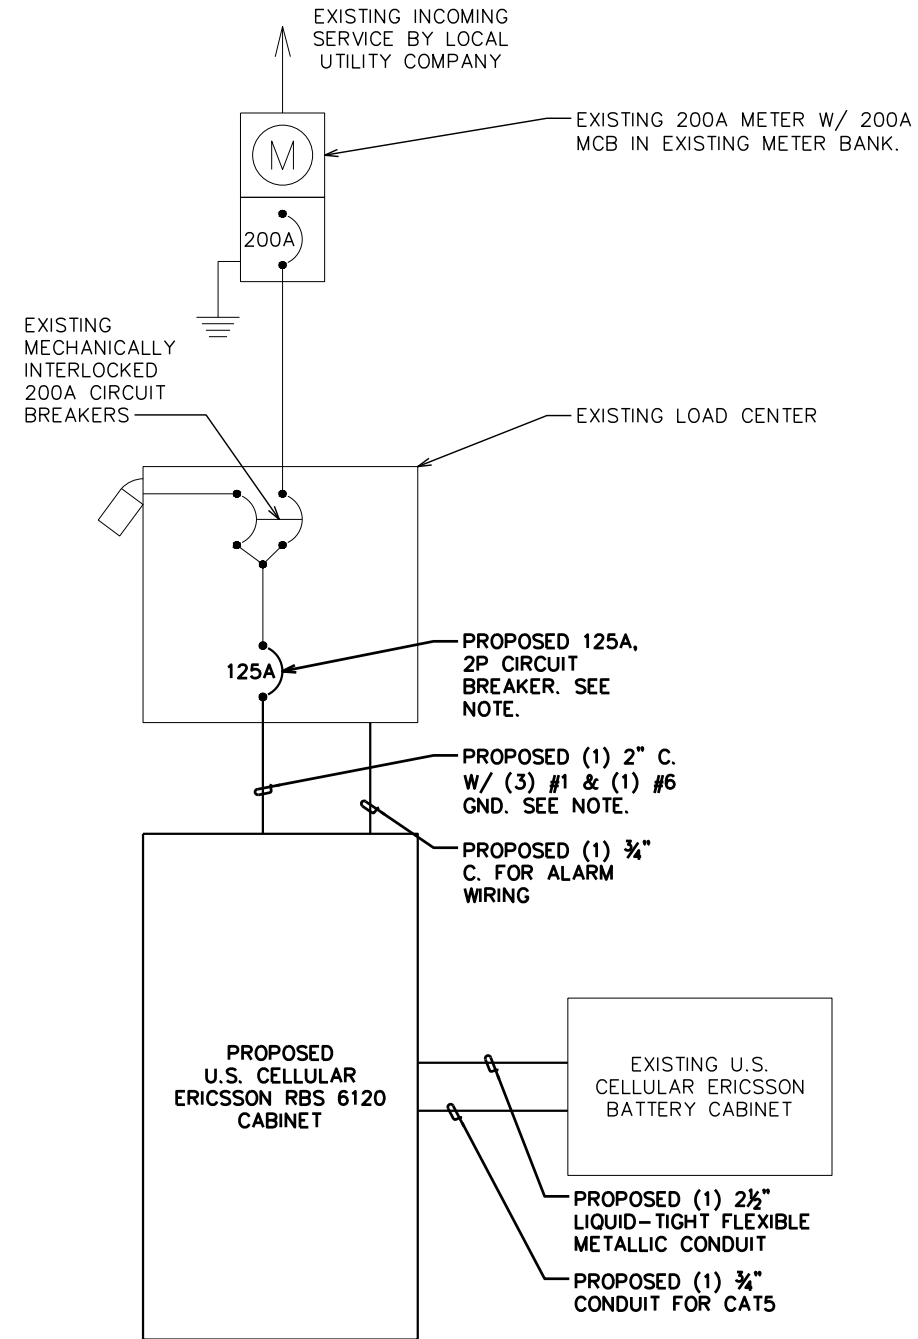 EXISTING INCOMING
SERVICE BY LOCAL
UTILITY COMPANY
EXISTING 200A METER W/ 200A
MCB IN EXISTING METER BANK.
M
200A
EXISTING
MECHANICALLY
INTERLOCKED
200A CIRCUIT
BREAKERS
EXISTING LOAD CENTER
PROPOSED 125A,
2P CIRCUIT
BREAKER. SEE
NOTE.
125A
PROPOSED (1) 2" C.
W/ (3) #1 & (1) #6
GND. SEE NOTE.
PROPOSED (1) ¾"
C. FOR ALARM
WIRING
PROPOSED
U.S. CELLULAR
ERICSSON RBS 6120
CABINET
EXISTING U.S.
CELLULAR ERICSSON
BATTERY CABINET
PROPOSED (1) 2½"
LIQUID-TIGHT FLEXIBLE
METALLIC CONDUIT
PROPOSED (1) ¾"
CONDUIT FOR CAT5